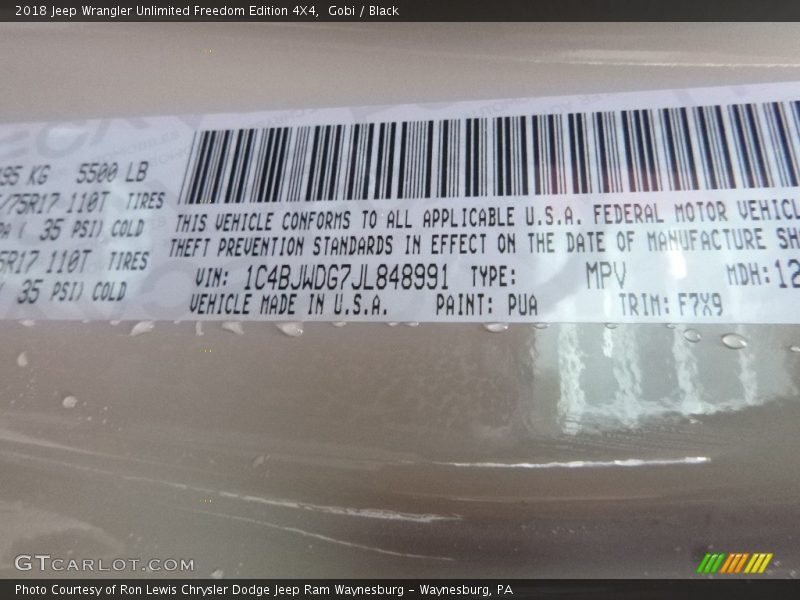 2018 Jeep Wrangler Unlimited Freedom Edition 4X4, Gobi / Black
95 KG 5500 LB
/75R17 110T TIRES
PA ( 35 PSI) COLD
5R17 110T TIRES
( 35 PSI) COLD
THIS VEHICLE CONFORMS TO ALL APPLICABLE U.S.A. FEDERAL MOTOR VEHICL
THEFT PREVENTION STANDARDS IN EFFECT ON THE DATE OF MANUFACTURE SH
VIN: 1C4BJWDG7JL848991 TYPE: MPV MDH: 12
VEHICLE MADE IN U.S.A. PAINT: PUA TRIM: F7X9
GTCARLOT.COM
Photo Courtesy of Ron Lewis Chrysler Dodge Jeep Ram Waynesburg - Waynesburg, PA